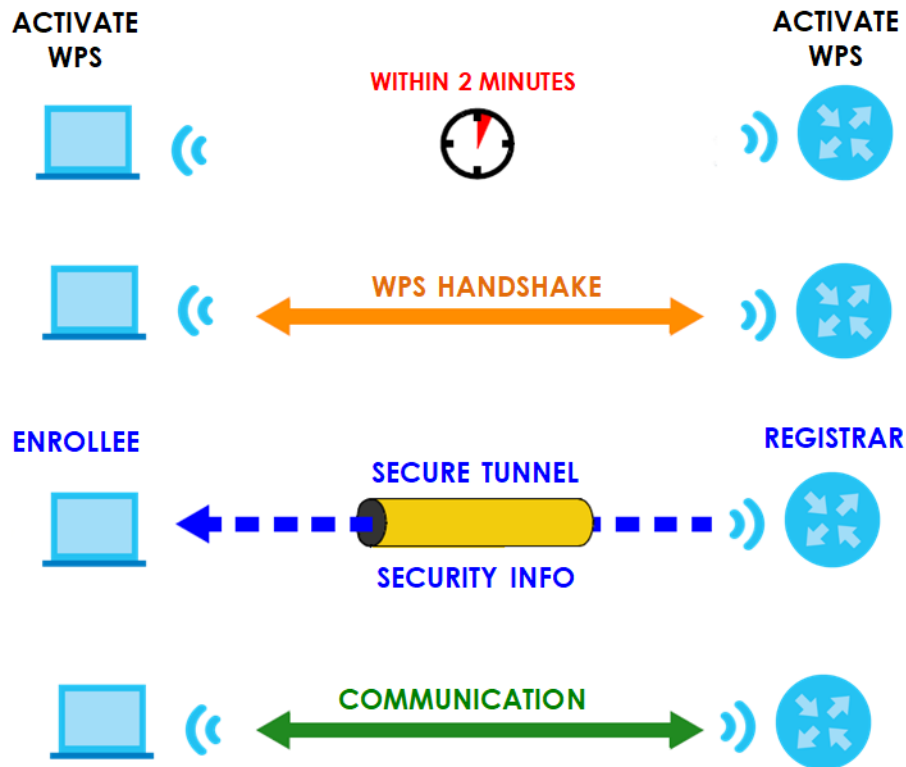 ACTIVATE
WPS
ACTIVATE
WPS
WITHIN 2 MINUTES
WPS HANDSHAKE
ENROLLEE
REGISTRAR
SECURE TUNNEL
SECURITY INFO
COMMUNICATION